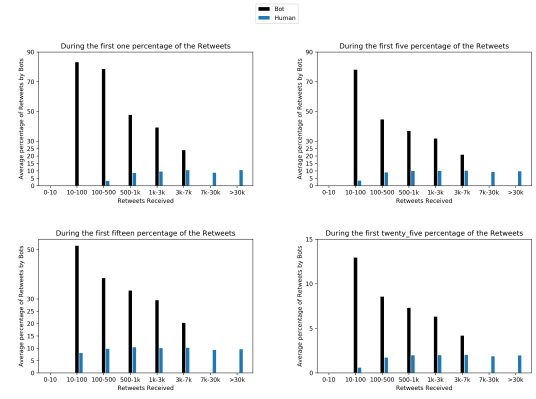 Bot
Human
During the first one percentage of the Retweets
Average percentage of Retweets by Bots
90
70
50
30
25
20
15
10
5
0
0-10 10-100 100-500 500-1k 1k-3k 3k-7k 7k-30k >30k
Retweets Received
During the first five percentage of the Retweets
Average percentage of Retweets by Bots
90
70
50
30
25
20
15
10
5
0
0-10 10-100 100-500 500-1k 1k-3k 3k-7k 7k-30k >30k
Retweets Received
During the first fifteen percentage of the Retweets
Average percentage of Retweets by Bots
50
30
25
20
15
10
5
0
0-10 10-100 100-500 500-1k 1k-3k 3k-7k 7k-30k >30k
Retweets Received
During the first twenty_five percentage of the Retweets
Average percentage of Retweets by Bots
15
10
5
0
0-10 10-100 100-500 500-1k 1k-3k 3k-7k 7k-30k >30k
Retweets Received